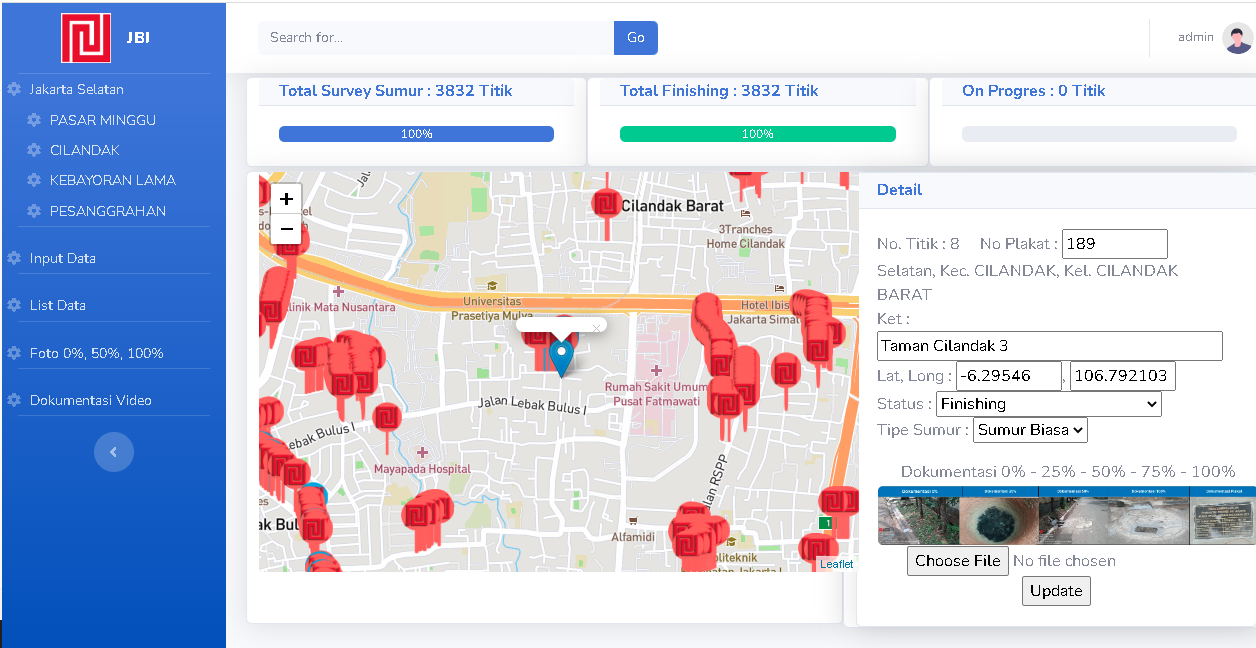 JBI
Search for...
Go
admin
Jakarta Selatan
PASAR MINGGU
CILANDAK
KEBAYORAN LAMA
PESANGGRAHAN
Input Data
List Data
Foto 0%, 50%, 100%
Dokumentasi Video
Total Survey Sumur : 3832 Titik
100%
Total Finishing : 3832 Titik
100%
On Progres : 0 Titik
+
−
Cilandak Barat
3Tranches
Home Cilandak
linik Mata Nusantara
Universitas
Prasetiya Mulya
Hotel Ibis
Jakarta Simat
Rumah Sakit Umum
Pusat Fatmawati
Jalan Lebak Bulus I
ebak Bulus I
Mayapada Hospital
lan RSPP
ak Bul
Alfamidi
oliteknik
1
Leaflet
Detail
No. Titik : 8 No Plakat : 189
Selatan, Kec. CILANDAK, Kel. CILANDAK
BARAT
Ket :
Taman Cilandak 3
Lat, Long : -6.29546 , 106.792103
Status : Finishing
Tipe Sumur : Sumur Biasa
Dokumentasi 0% - 25% - 50% - 75% - 100%
Choose File No file chosen
Update